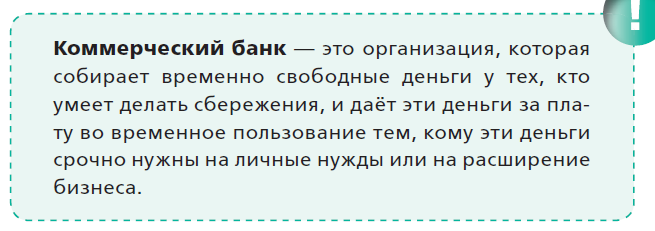 !
Коммерческий банк — это организация, которая
собирает временно свободные деньги у тех, кто
умеет делать сбережения, и даёт эти деньги за пла-
ту во временное пользование тем, кому эти деньги
срочно нужны на личные нужды или на расширение
бизнеса.